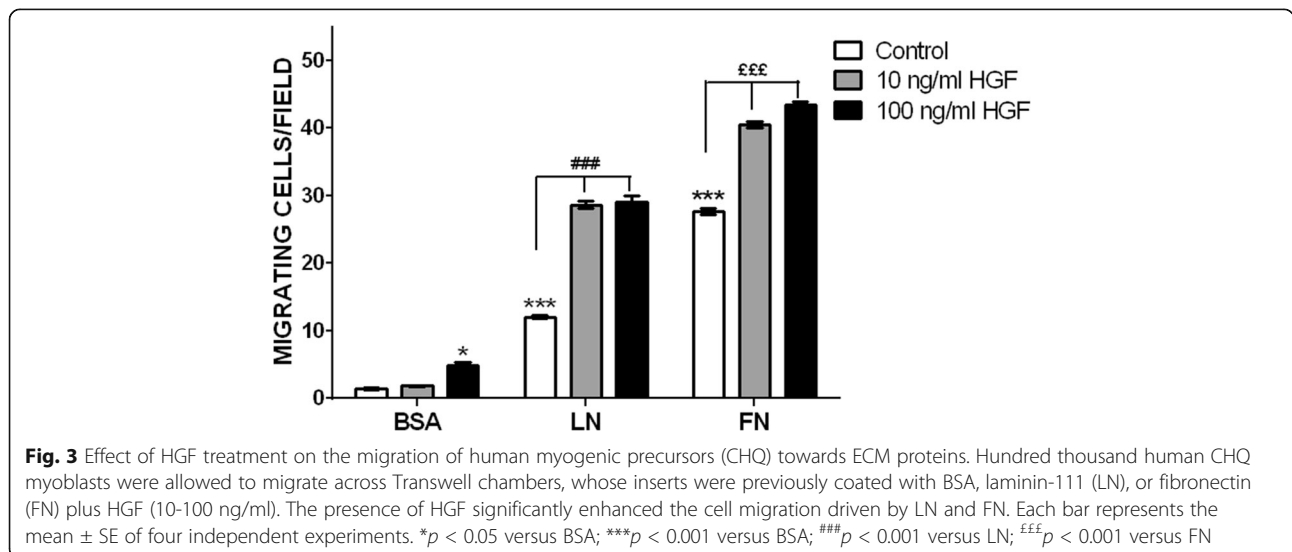 MIGRATING CELLS/FIELD
50
40
30
20
10
0
Control
10 ng/ml HGF
100 ng/ml HGF
*
***
###
***
£££
BSA LN FN
Fig. 3 Effect of HGF treatment on the migration of human myogenic precursors (CHQ) towards ECM proteins. Hundred thousand human CHQ
myoblasts were allowed to migrate across Transwell chambers, whose inserts were previously coated with BSA, laminin-111 (LN), or fibronectin
(FN) plus HGF (10-100 ng/ml). The presence of HGF significantly enhanced the cell migration driven by LN and FN. Each bar represents the
mean ± SE of four independent experiments. *p < 0.05 versus BSA; ***p < 0.001 versus BSA; ###p < 0.001 versus LN; £££p < 0.001 versus FN